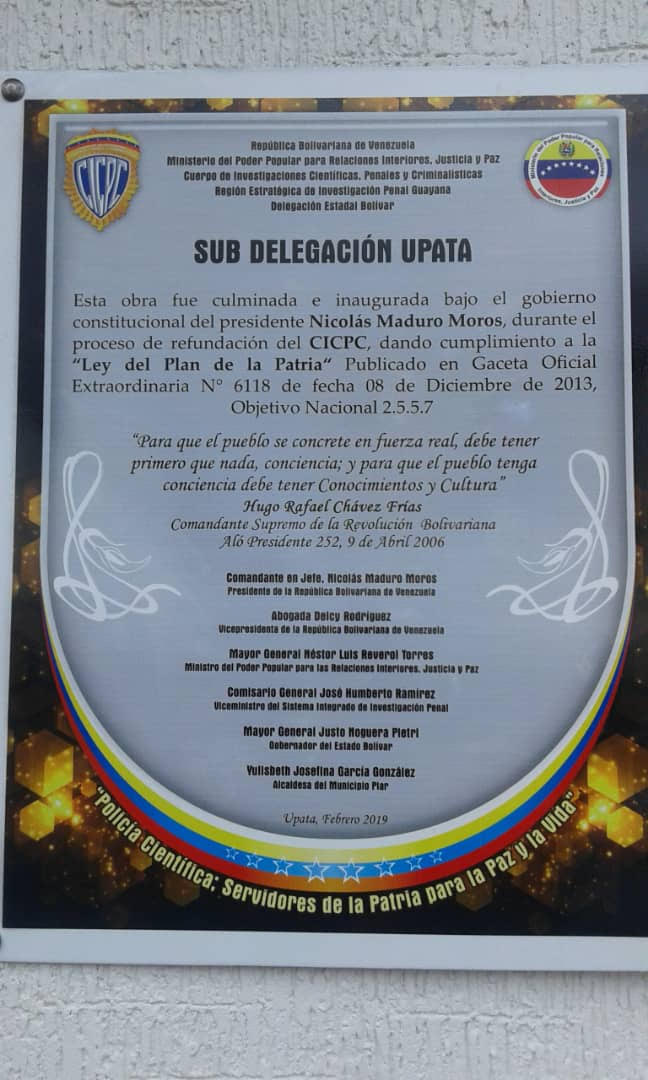 CICPC
Ministerio del Poder Popular para Relaciones
Interiores, Justicia y Paz
República Bolivariana de Venezuela
Ministerio del Poder Popular para Relaciones Interiores, Justicia y Paz
Cuerpo de Investigaciones Científicas, Penales y Criminalísticas
Región Estratégica de Investigación Penal Guayana
Delegación Estadal Bolívar
SUB DELEGACIÓN UPATA
Esta obra fue culminada e inaugurada bajo el gobierno
constitucional del presidente Nicolás Maduro Moros, durante el
proceso de refundación del CICPC, dando cumplimiento a la
“Ley del Plan de la Patria“ Publicado en Gaceta Oficial
Extraordinaria N° 6118 de fecha 08 de Diciembre de 2013,
Objetivo Nacional 2.5.5.7
“Para que el pueblo se concrete en fuerza real, debe tener
primero que nada, conciencia; y para que el pueblo tenga
conciencia debe tener Conocimientos y Cultura”
Hugo Rafael Chávez Frías
Comandante Supremo de la Revolución Bolivariana
Aló Presidente 252, 9 de Abril 2006
Comandante en Jefe, Nicolás Maduro Moros
Presidente de la República Bolivariana de Venezuela
Abogada Delcy Rodríguez
Vicepresidenta de la República Bolivariana de Venezuela
Mayor General Néstor Luis Reverol Torres
Ministro del Poder Popular para las Relaciones Interiores, Justicia y Paz
Comisario General José Humberto Ramírez
Viceministro del Sistema Integrado de Investigación Penal
Mayor General Justo Noguera Pietri
Gobernador del Estado Bolívar
Yulisbeth Josefina García González
Alcaldesa del Municipio Piar
Upata, Febrero 2019
“Policía Científica; Servidores de la Patria para la Paz y la Vida”